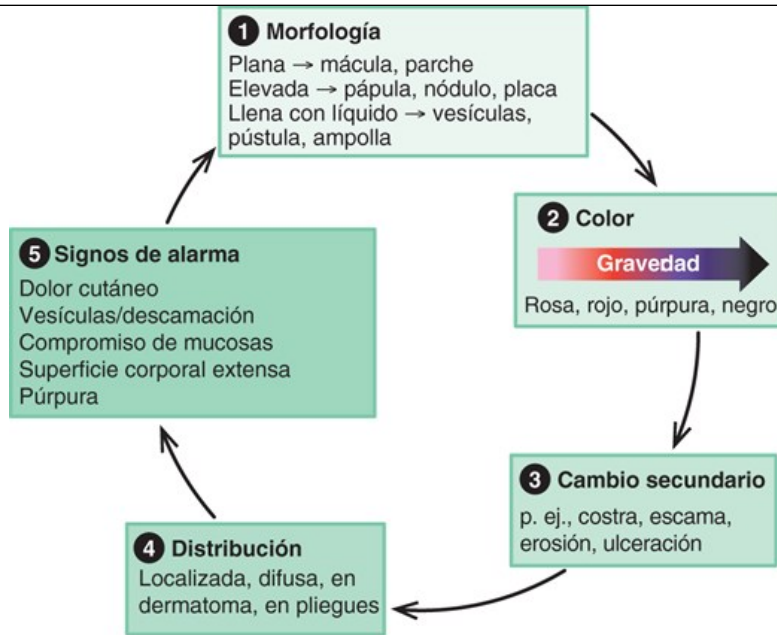 1 Morfología
Plana → mácula, parche
Elevada → pápula, nódulo, placa
Llena con líquido → vesículas,
pústula, ampolla
2 Color
Gravedad
Rosa, rojo, púrpura, negro
3 Cambio secundario
p. ej., costra, escama,
erosión, ulceración
4 Distribución
Localizada, difusa, en
dermatoma, en pliegues
5 Signos de alarma
Dolor cutáneo
Vesículas/descamación
Compromiso de mucosas
Superficie corporal extensa
Púrpura